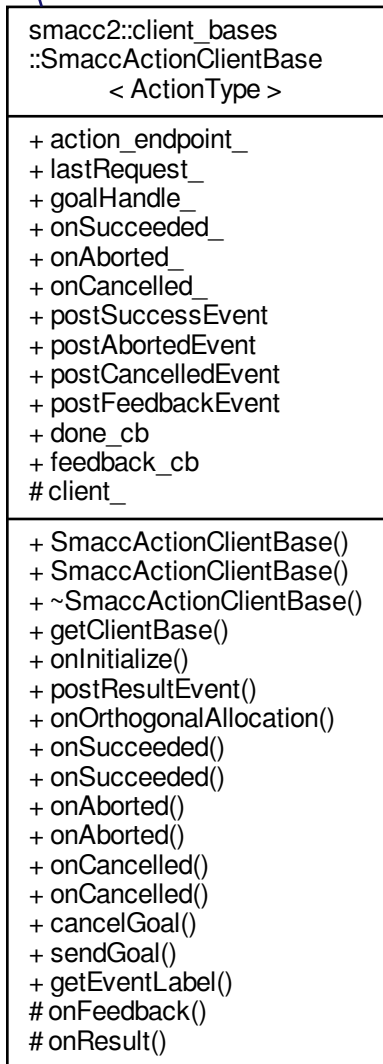 smacc2::client_bases
::SmaccActionClientBase
< ActionType >
+ action_endpoint_
+ lastRequest_
+ goalHandle_
+ onSucceeded_
+ onAborted_
+ onCancelled_
+ postSuccessEvent
+ postAbortedEvent
+ postCancelledEvent
+ postFeedbackEvent
+ done_cb
+ feedback_cb
# client_
+ SmaccActionClientBase()
+ SmaccActionClientBase()
+ ~SmaccActionClientBase()
+ getClientBase()
+ onInitialize()
+ postResultEvent()
+ onOrthogonalAllocation()
+ onSucceeded()
+ onSucceeded()
+ onAborted()
+ onAborted()
+ onCancelled()
+ onCancelled()
+ cancelGoal()
+ sendGoal()
+ getEventLabel()
# onFeedback()
# onResult()